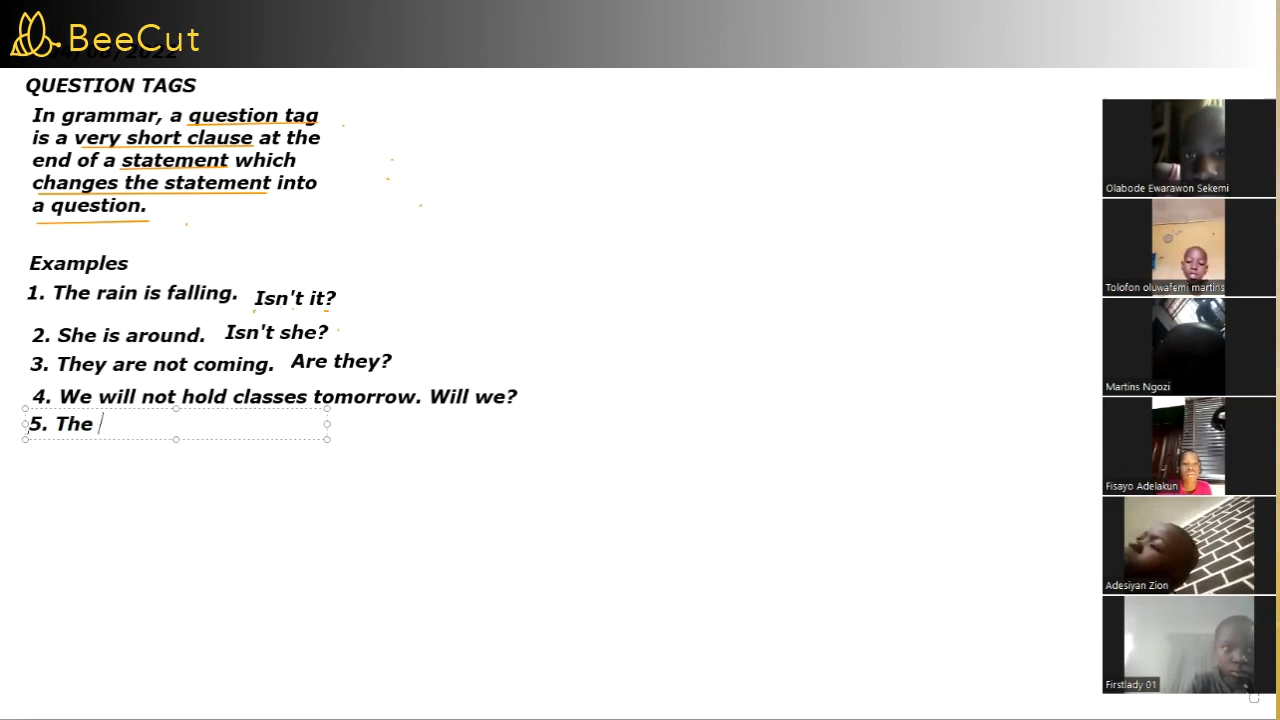 BeeCut
QUESTION TAGS
In grammar, a question tag
is a very short clause at the
end of a statement which
changes the statement into
a question.
Examples
1. The rain is falling. Isn't it?
2. She is around. Isn't she?
3. They are not coming. Are they?
4. We will not hold classes tomorrow. Will we?
5. The
Olabode Ewarawon Sekemi
Tolofon oluwafemi martins
Martins Ngozi
Fisayo Adelakun
Adesiyan Zion
Firstlady 01